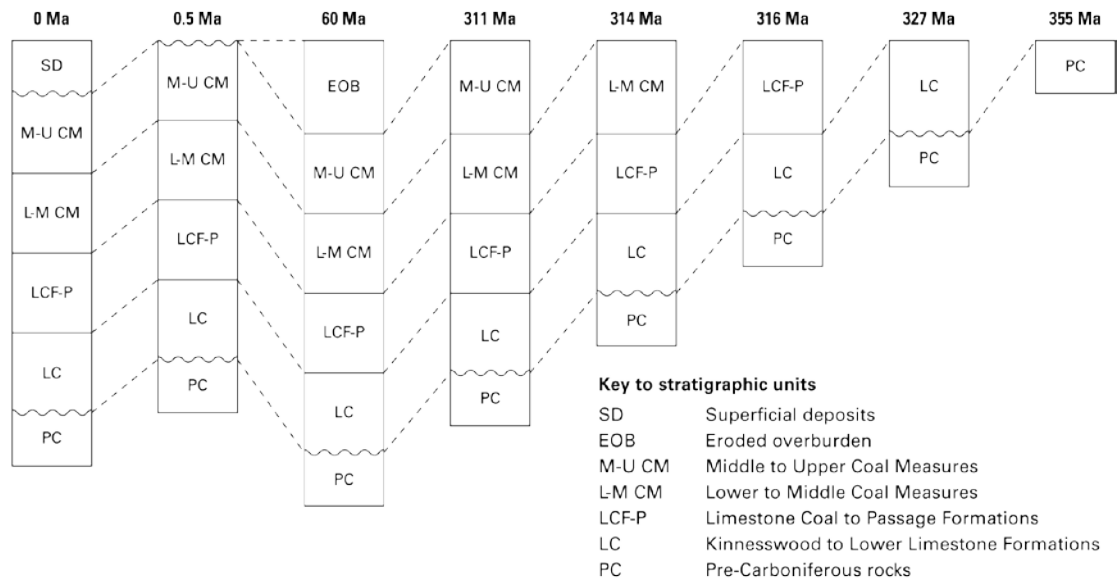 0 Ma 0.5 Ma 60 Ma 311 Ma 314 Ma 316 Ma 327 Ma 355 Ma
SD
M-U CM
L-M CM
LCF-P
LC
PC
M-U CM
L-M CM
LCF-P
LC
PC
EOB
M-U CM
L-M CM
LCF-P
LC
PC
M-U CM
L-M CM
LCF-P
LC
PC
L-M CM
LCF-P
LC
PC
LCF-P
LC
PC
LC
PC
PC
Key to stratigraphic units
SD Superficial deposits
EOB Eroded overburden
M-U CM Middle to Upper Coal Measures
L-M CM Lower to Middle Coal Measures
LCF-P Limestone Coal to Passage Formations
LC Kinnesswood to Lower Limestone Formations
PC Pre-Carboniferous rocks